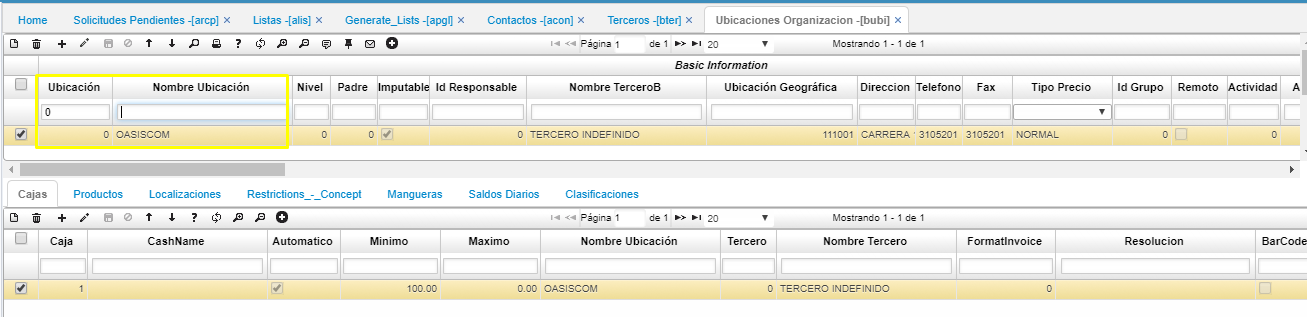 Home Solicitudes Pendientes -[arcp] × Listas -[alis] × Generate_Lists -[apgl] × Contactos -[acon] × Terceros -[bter] × Ubicaciones Organizacion -[bubi] ×
Página 1 de 1 20 Mostrando 1 - 1 de 1
Basic Information
Ubicación Nombre Ubicación Nivel Padre Imputable Id Responsable Nombre TerceroB Ubicación Geográfica Direccion Telefono Fax Tipo Precio Id Grupo Remoto Actividad A
0
0 OASISCOM 0 0 0 TERCERO INDEFINIDO 111001 CARRERA 3105201 3105201 NORMAL 0 0
Cajas Productos Localizaciones Restrictions_-_Concept Mangueras Saldos Diarios Clasificaciones
Página 1 de 1 20 Mostrando 1 - 1 de 1
Caja CashName Automatico Minimo Maximo Nombre Ubicación Tercero Nombre Tercero FormatInvoice Resolucion BarCode
1 100.00 0.00 OASISCOM 0 TERCERO INDEFINIDO 0